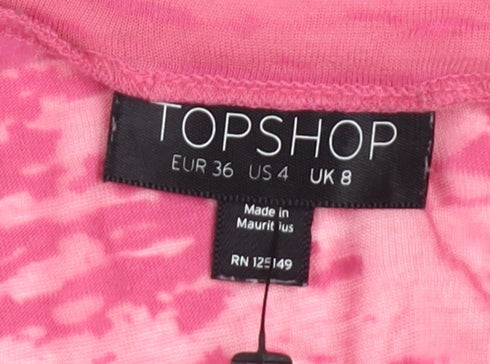 TOPSHOP
EUR 36 US 4 UK 8
Made in
Mauritius
RN 125149